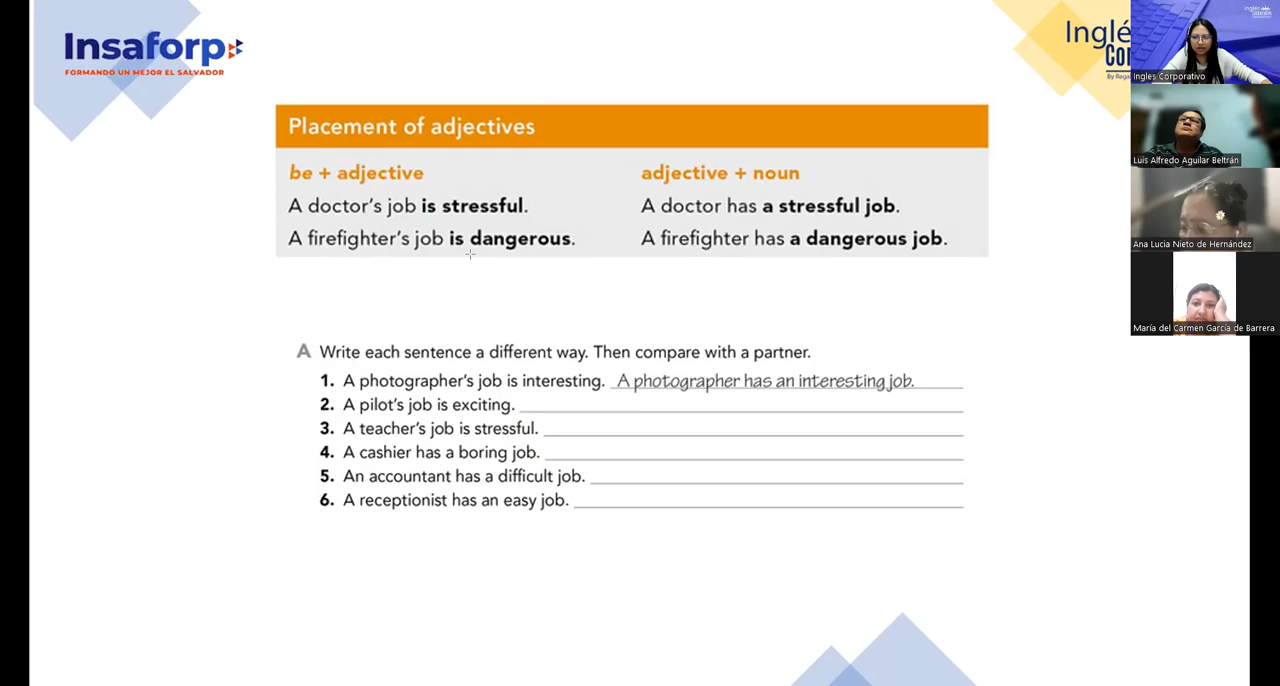 Insaforp
FORMANDO UN MEJOR EL SALVADOR
Inglé
Cor
Ingles Corporativo
Luis Alfredo Aguilar Beltrán
Ana Lucia Nieto de Hernández
María del Carmen García de Barrera
Placement of adjectives
be + adjective adjective + noun
A doctor's job is stressful. A doctor has a stressful job.
A firefighter's job is dangerous. A firefighter has a dangerous job.
A Write each sentence a different way. Then compare with a partner.
1. A photographer's job is interesting. A photographer has an interesting job.
2. A pilot's job is exciting.
3. A teacher's job is stressful.
4. A cashier has a boring job.
5. An accountant has a difficult job.
6. A receptionist has an easy job.